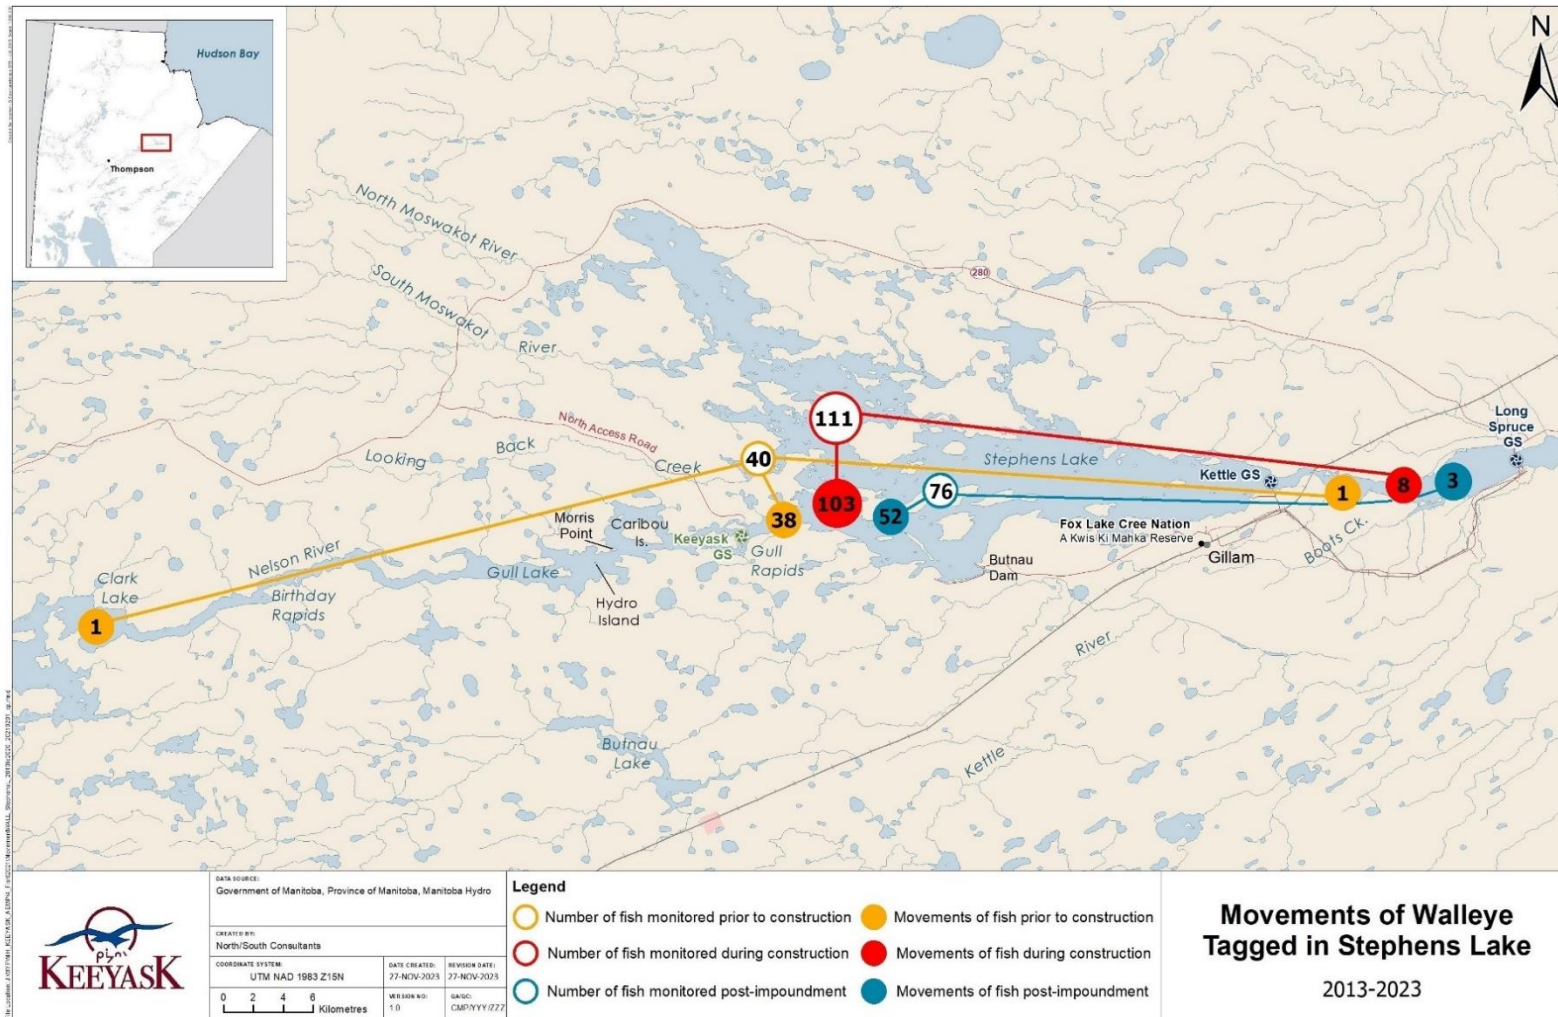 Hudson Bay
Thompson
N
North Moswakot River
South Moswakot
River
280
North Access Road
Looking
Back
Creek
111
40
76
103
38
52
1
8
3
1
Stephens Lake
Kettle GS
Long
Spruce
GS
Fox Lake Cree Nation
A Kwis Ki Mahka Reserve
Gillam
Boots Ck.
Butnau
Dam
Morris
Point
Caribou
Is.
Keeyask
GS
Gull
Rapids
Gull Lake
Hydro
Island
Nelson River
Birthday
Rapids
Clark
Lake
Butnau
Lake
Kettle
River
KEEYASK
DATA SOURCE:
Government of Manitoba, Province of Manitoba, Manitoba Hydro
CREATED BY:
North/South Consultants
COORDINATE SYSTEM:
UTM NAD 1983 Z15N
DATE CREATED:
27-NOV-2023
REVISION DATE:
27-NOV-2023
0 2 4 6
Kilometres
VERSION NO:
1.0
QA/QC:
CMP/YYY/ZZZ
Legend
Number of fish monitored prior to construction
Number of fish monitored during construction
Number of fish monitored post-impoundment
Movements of fish prior to construction
Movements of fish during construction
Movements of fish post-impoundment
Movements of Walleye
Tagged in Stephens Lake
2013-2023